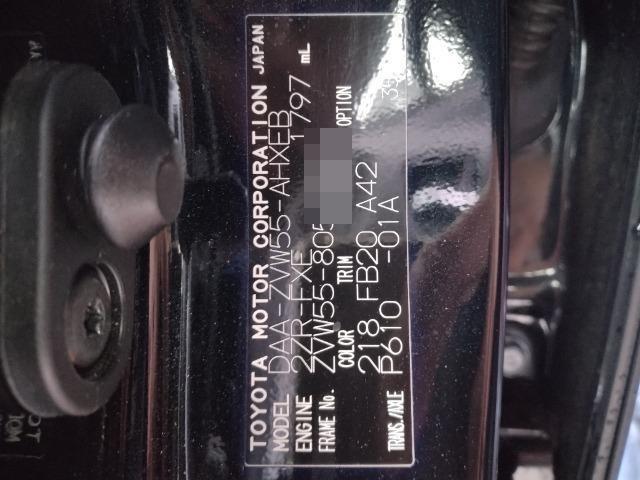 TOYOTA MOTOR CORPORATION JAPAN
MODEL DAA-ZVW55-AHXEB
ENGINE 2ZR-FXE 1797 mL
FRAME No. ZVW55-805
COLOR TRIM OPTION
218 FB20 A42
TRANS./AXLE P610 -01A